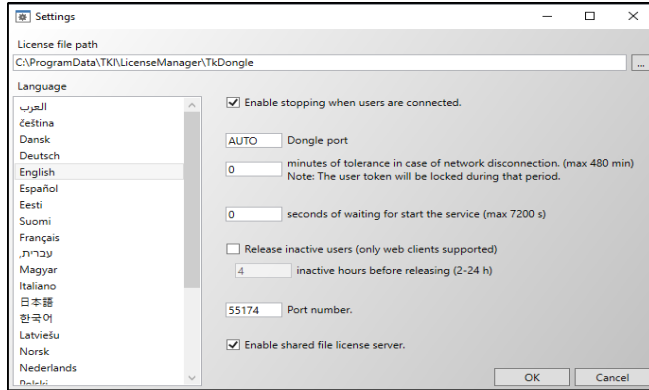 Settings
License file path
C:\ProgramData\TKI\LicenseManager\TkDongle
...
Language
العرب
čeština
Dansk
Deutsch
English
Español
Eesti
Suomi
Français
עברית,
Magyar
Italiano
日本語
한국어
Latviešu
Norsk
Nederlands
Polski
Enable stopping when users are connected.
AUTO Dongle port
0 minutes of tolerance in case of network disconnection. (max 480 min)
Note: The user token will be locked during that period.
0 seconds of waiting for start the service (max 7200 s)
Release inactive users (only web clients supported)
4 inactive hours before releasing (2-24 h)
55174 Port number.
Enable shared file license server.
OK Cancel